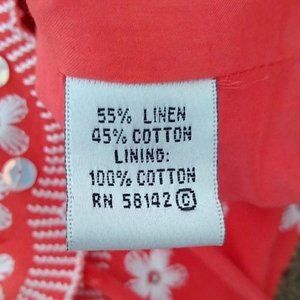 55% LINEN
45% COTTON
LINING:
100% COTTON
RN 58142 ©